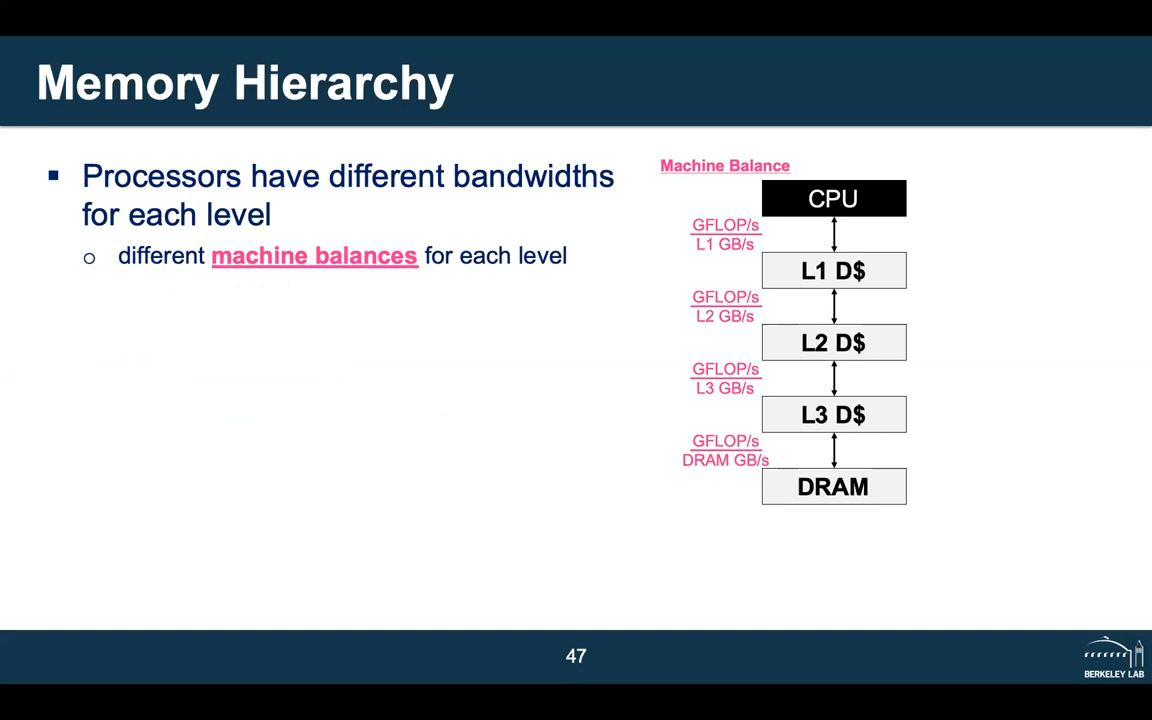 Memory Hierarchy
▪ Processors have different bandwidths
for each level
o different machine balances for each level
Machine Balance
CPU
GFLOP/s
L1 GB/s
L1 D$
GFLOP/s
L2 GB/s
L2 D$
GFLOP/s
L3 GB/s
L3 D$
GFLOP/s
DRAM GB/s
DRAM
47
BERKELEY LAB